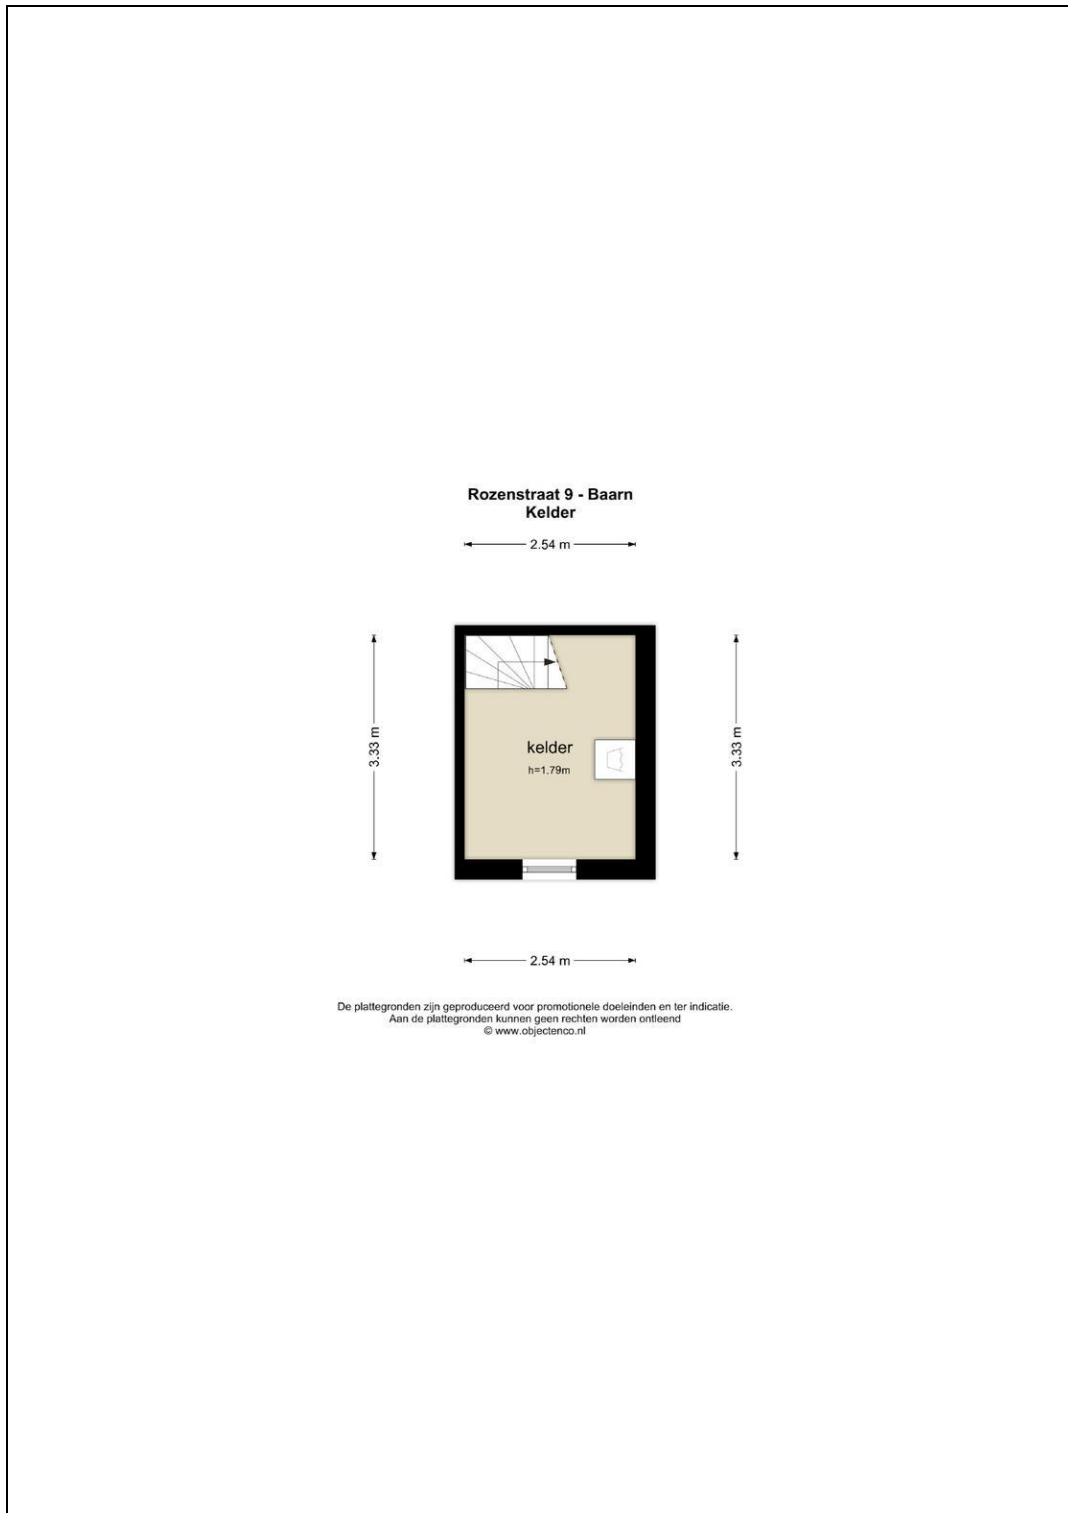 Rozenstraat 9 - Baarn
Kelder
2.54 m
3.33 m
3.33 m
kelder
h=1.79m
2.54 m
De plattegronden zijn geproduceerd voor promotionele doeleinden en ter indicatie.
Aan de plattegronden kunnen geen rechten worden ontleend
© www.objectenco.nl